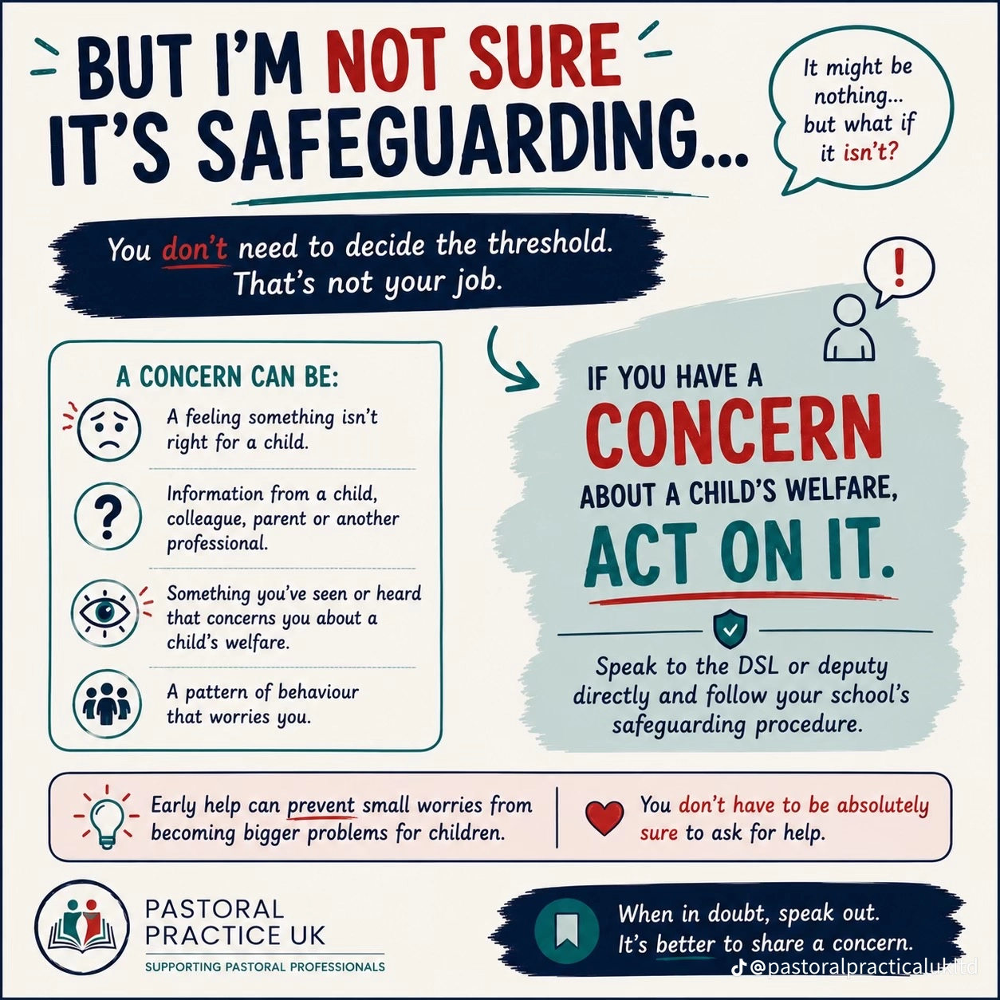 BUT I'M NOT SURE
IT'S SAFEGUARDING...
It might be
nothing...
but what if
it isn't?
You don't need to decide the threshold.
That's not your job.
A CONCERN CAN BE:
A feeling something isn't
right for a child.
?
Information from a child,
colleague, parent or another
professional.
Something you've seen or heard
that concerns you about a
child's welfare.
A pattern of behaviour
that worries you.
!
IF YOU HAVE A
CONCERN
ABOUT A CHILD'S WELFARE,
ACT ON IT.
Speak to the DSL or deputy
directly and follow your school's
safeguarding procedure.
Early help can prevent small worries from
becoming bigger problems for children.
You don't have to be absolutely
sure to ask for help.
PASTORAL
PRACTICE UK
SUPPORTING PASTORAL PROFESSIONALS
When in doubt, speak out.
It's better to share a concern.
@pastoralpracticalukltd